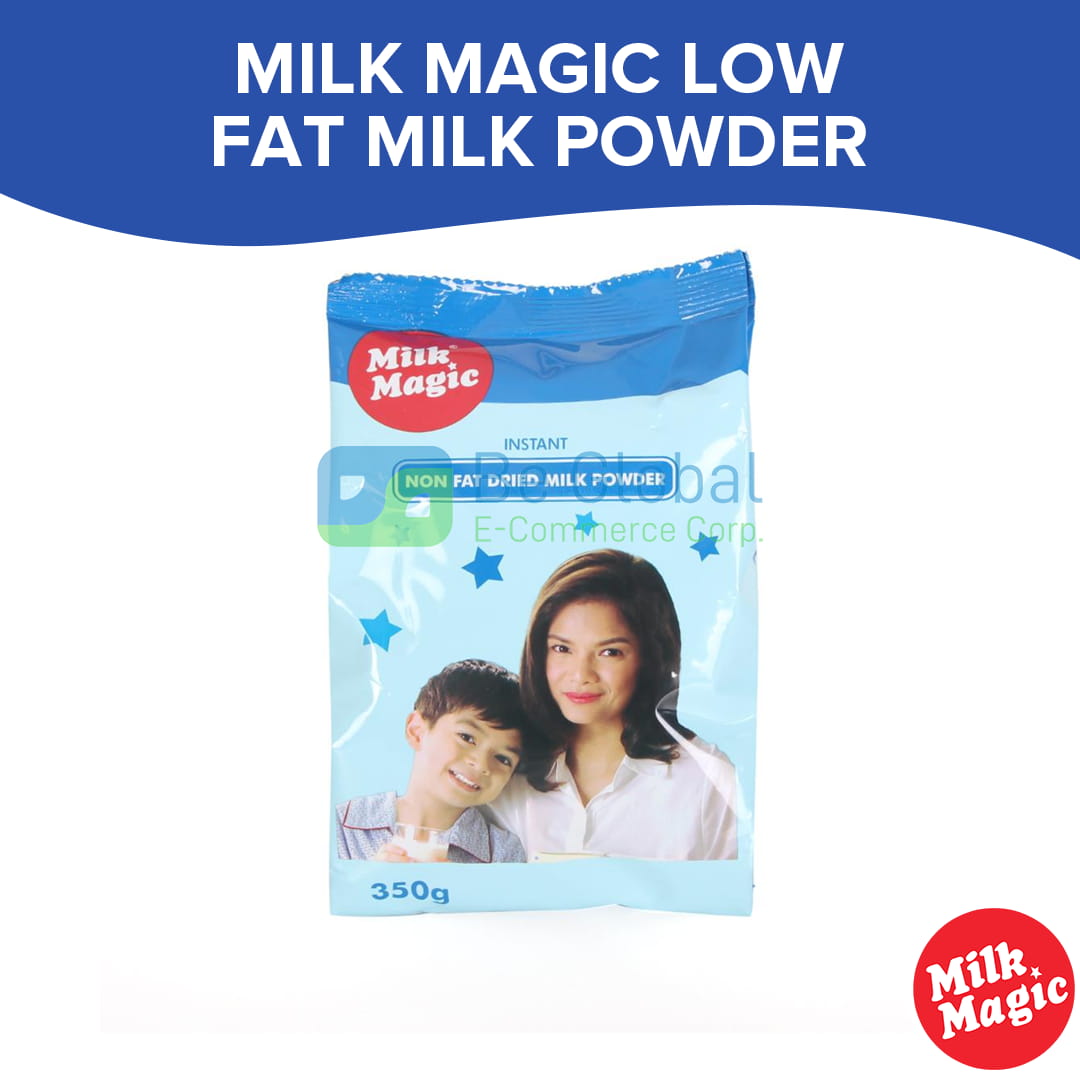 MILK MAGIC LOW
FAT MILK POWDER
Milk
Magic
INSTANT
NON FAT DRIED MILK POWDER
Be Global
E-Commerce Corp.
350g
Milk
Magic